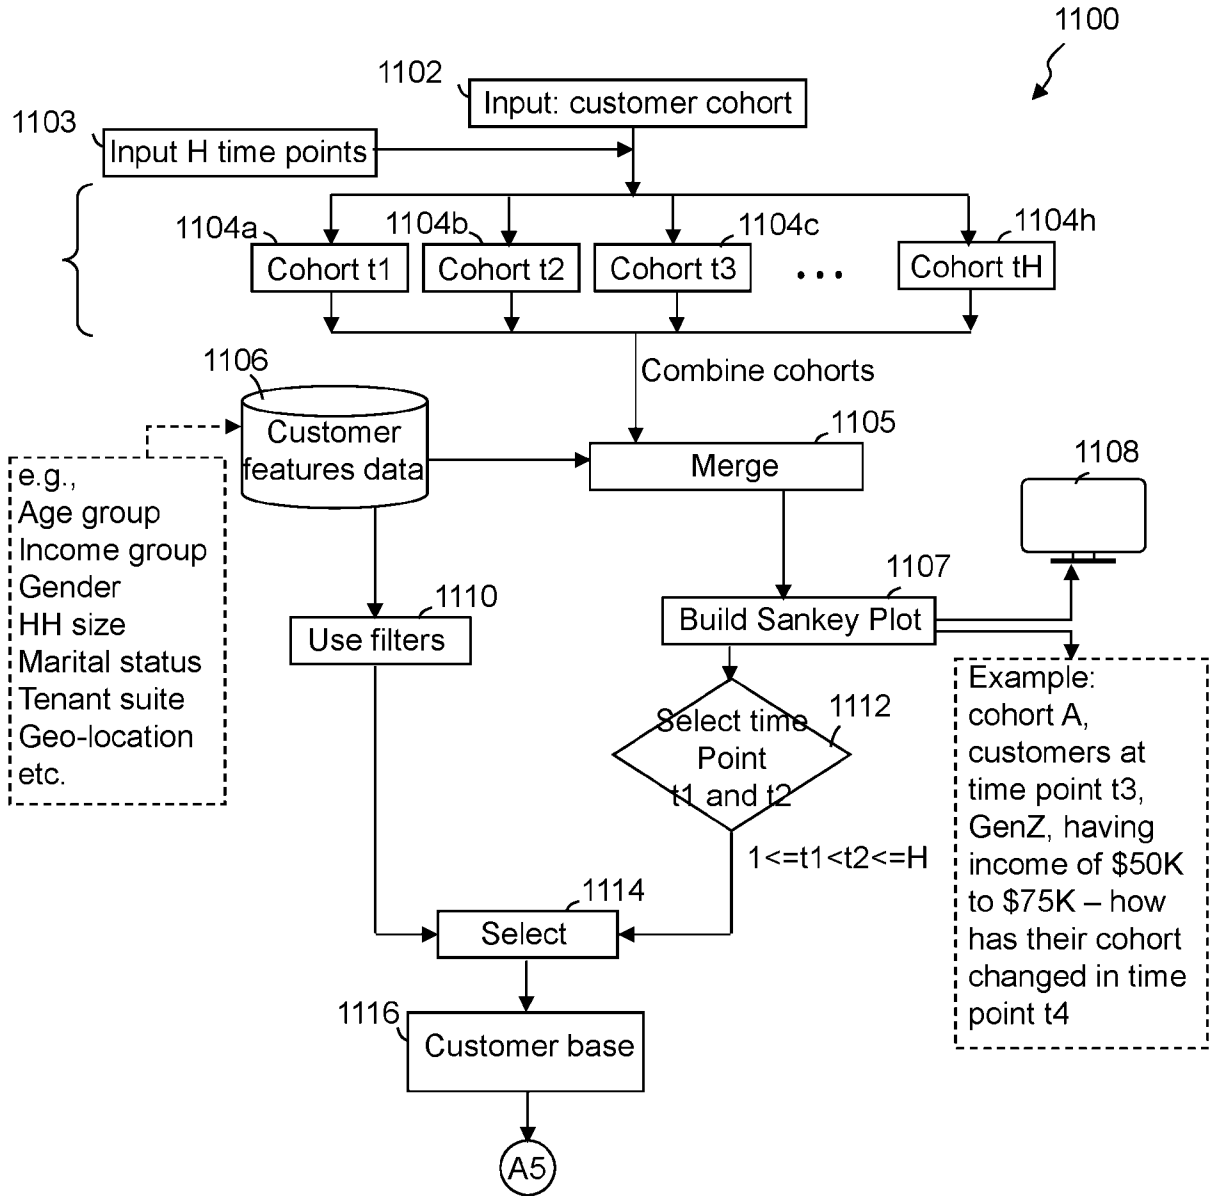 1100
1102
Input: customer cohort
1103
Input H time points
1104a
1104b
1104c
1104h
Cohort t1
Cohort t2
Cohort t3
...
Cohort tH
Combine cohorts
1106
Customer
features data
1105
Merge
e.g.,
Age group
Income group
Gender
HH size
Marital status
Tenant suite
Geo-location
etc.
1108
1107
Build Sankey Plot
1110
Use filters
Select time
Point
t1 and t2
1112
1<=t1<t2<=H
Example:
cohort A,
customers at
time point t3,
GenZ, having
income of $50K
to $75K – how
has their cohort
changed in time
point t4
1114
Select
1116
Customer base
A5